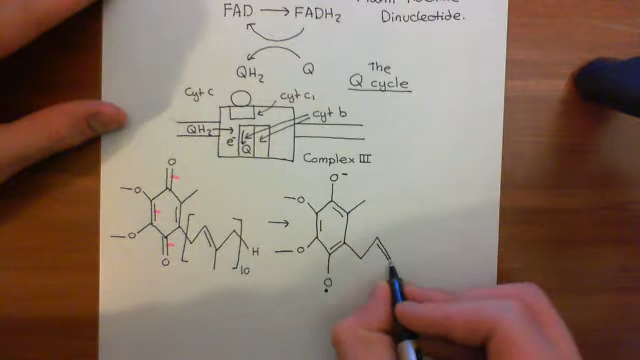 Dinucleotide.
FAD → FADH₂
QH₂ Q
The
Q cycle
Cyt c
cyt c₁
cyt b
QH₂
e⁻
Q
Complex III
O
O
O
O
H
10
O⁻
O
O
O